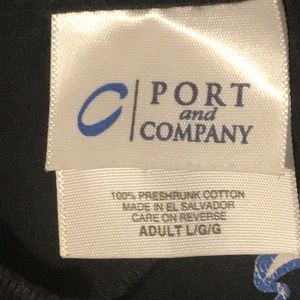 PORT
and
COMPANY
100% PRESHRUNK COTTON
MADE IN EL SALVADOR
CARE ON REVERSE
ADULT L/G/G